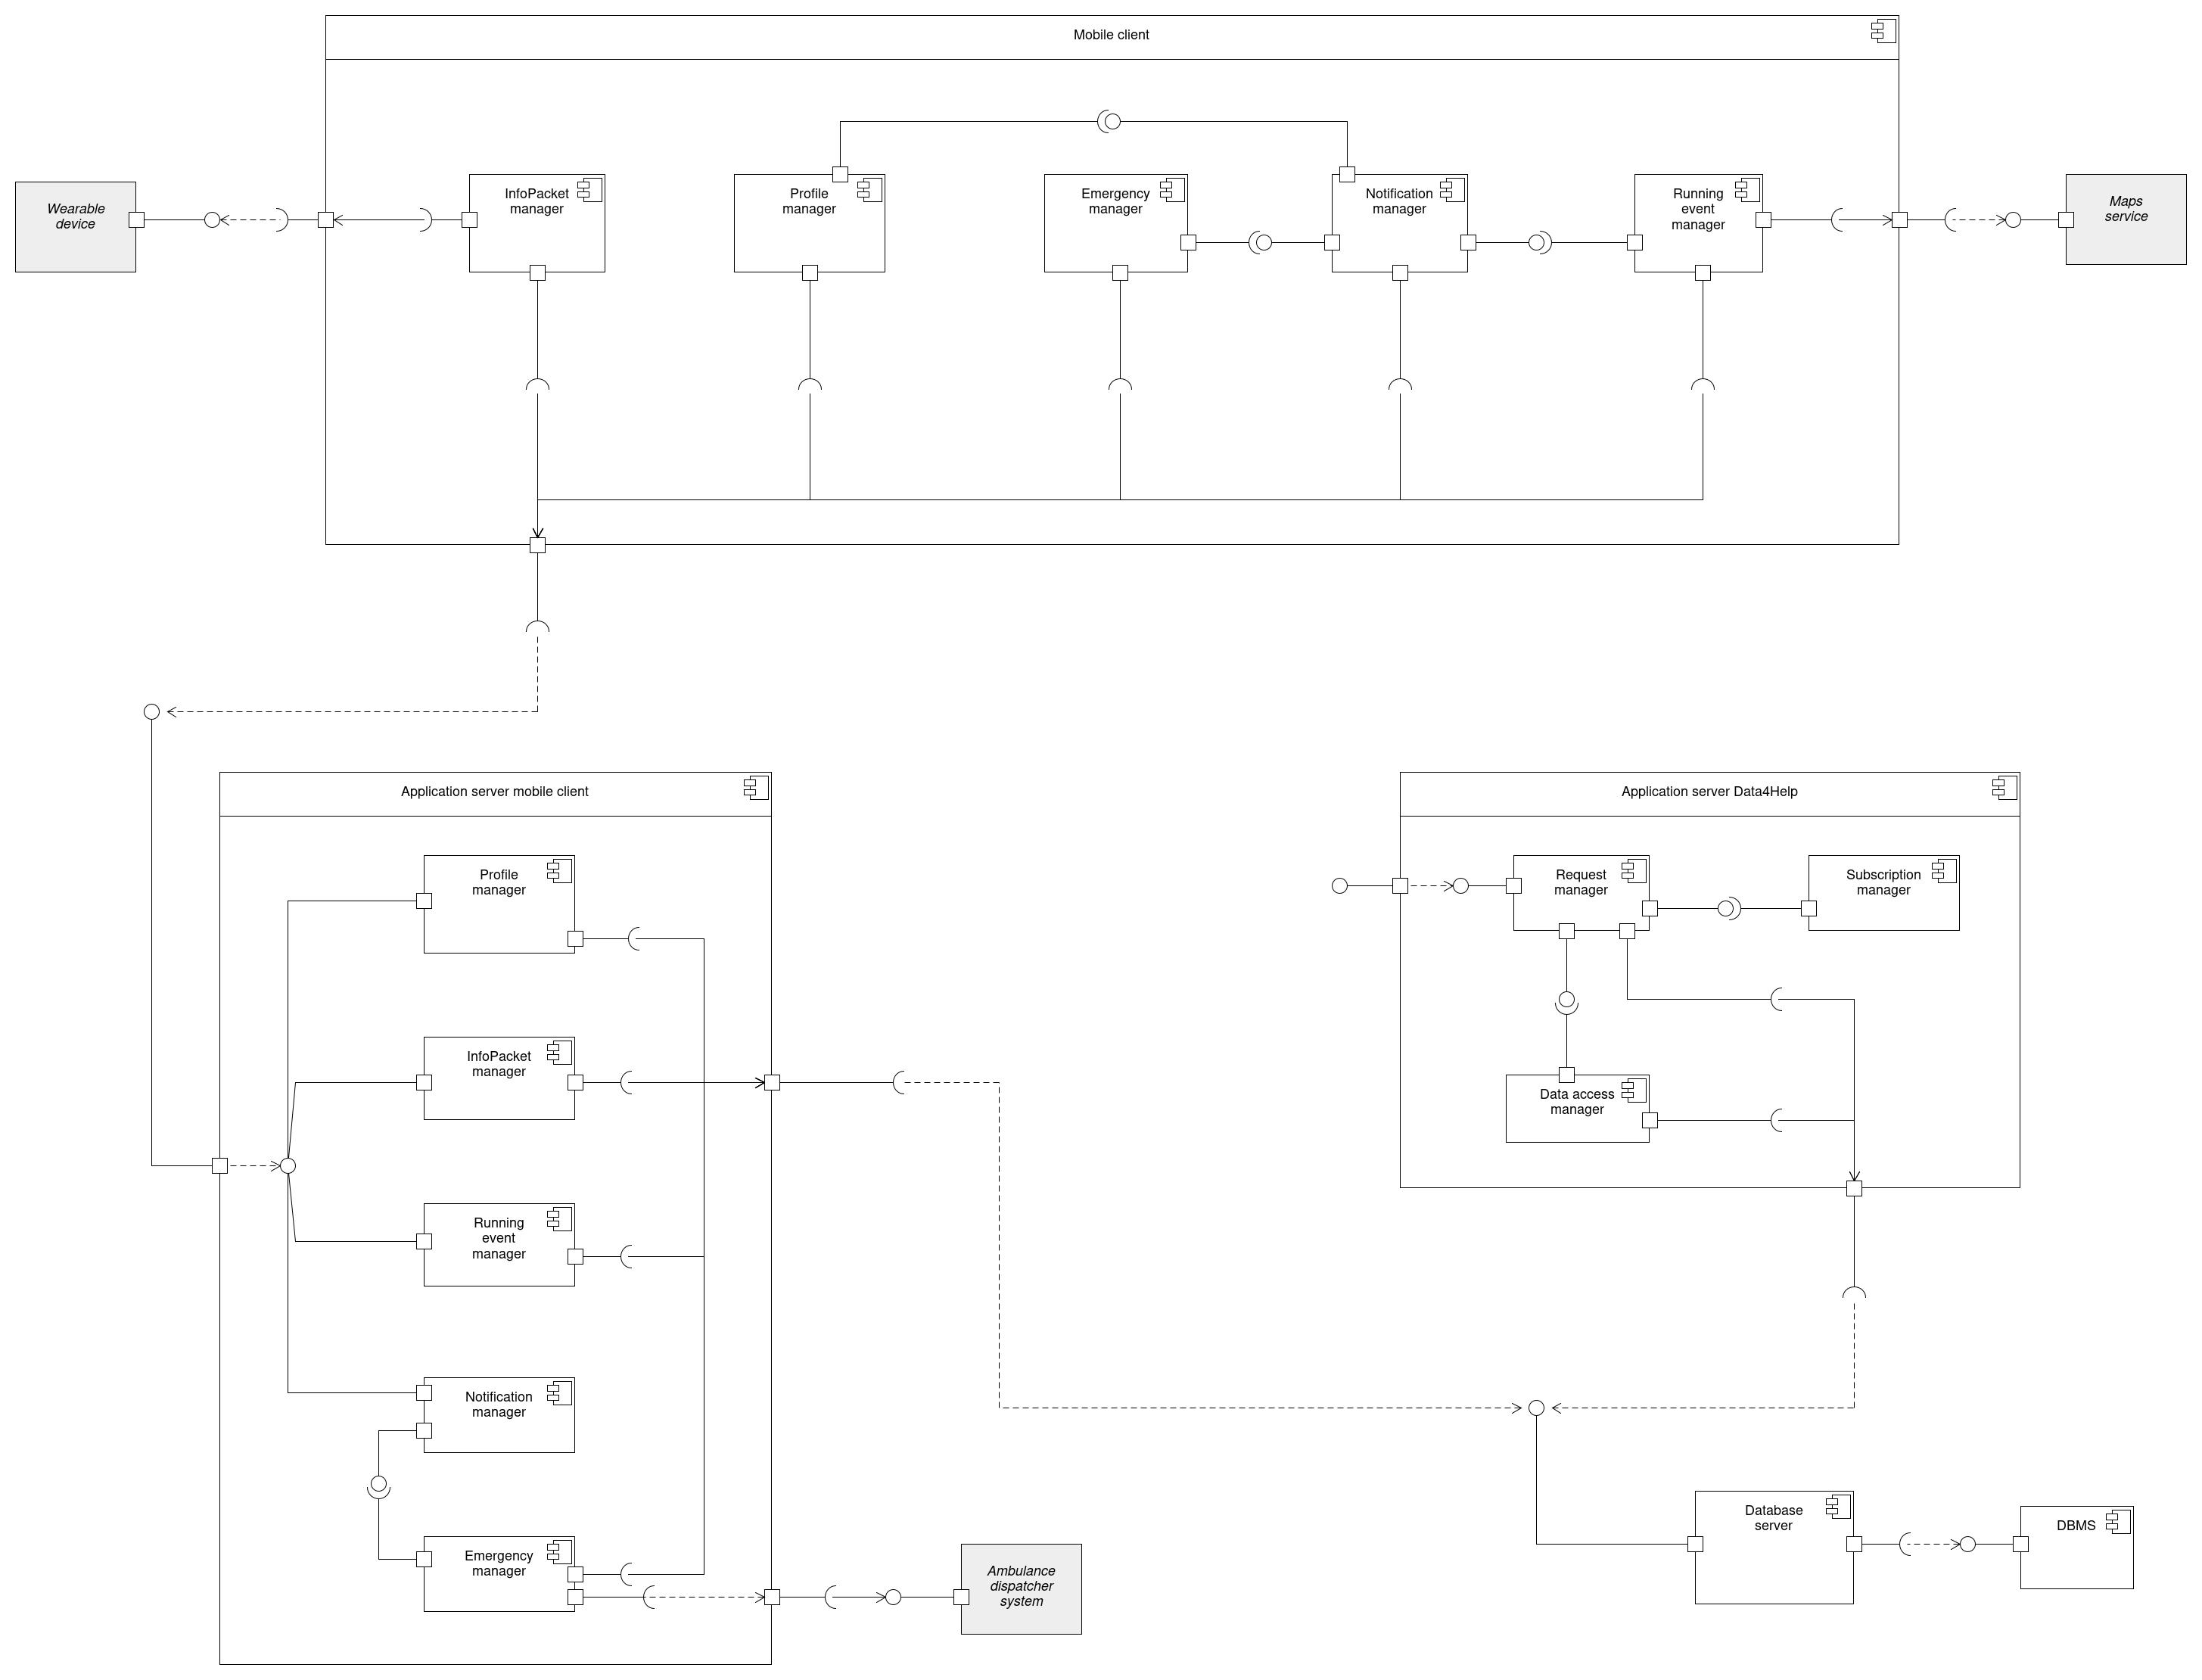 Mobile client
Wearable
device
InfoPacket
manager
Profile
manager
Emergency
manager
Notification
manager
Running
event
manager
Maps
service
Application server mobile client
Profile
manager
InfoPacket
manager
Running
event
manager
Notification
manager
Emergency
manager
Ambulance
dispatcher
system
Application server Data4Help
Request
manager
Subscription
manager
Data access
manager
Database
server
DBMS